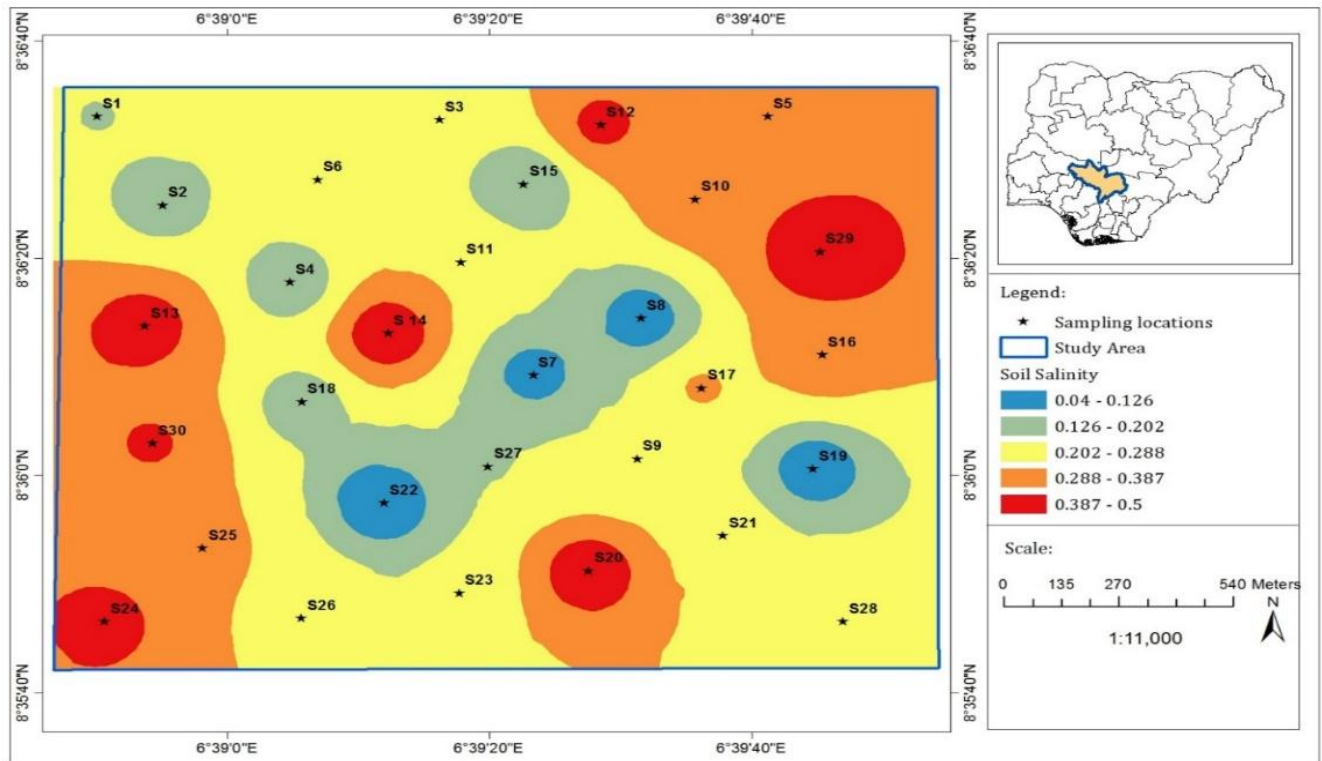 6°39'0"E 6°39'20"E 6°39'40"E
8°36'40"N 8°36'40"N
S1 S3 S12 S5
S6 S15
S2 S10
S11 S29
8°36'20"N 8°36'20"N
S4
S13 S 14 S8
S7 S16
S18 S17
S30 S27 S9 S19
8°36'0"N 8°36'0"N
S22
S25 S21
S20
S24 S26 S23 S28
8°35'40"N 8°35'40"N
6°39'0"E 6°39'20"E 6°39'40"E
Legend:
Sampling locations
Study Area
Soil Salinity
0.04 - 0.126
0.126 - 0.202
0.202 - 0.288
0.288 - 0.387
0.387 - 0.5
Scale:
0 135 270 540 Meters
N
1:11,000